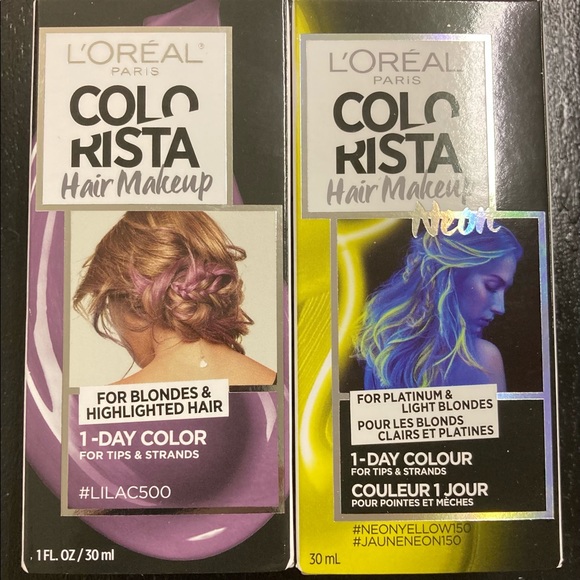 L'ORÉAL
PARIS
COLO
RISTA
Hair Makeup
FOR BLONDES &
HIGHLIGHTED HAIR
1-DAY COLOR
FOR TIPS & STRANDS
#LILAC500
1 FL. OZ / 30 ml
L'ORÉAL
PARIS
COLO
RISTA
Hair Makeup
Neon
FOR PLATINUM &
LIGHT BLONDES
POUR LES BLONDS
CLAIRS ET PLATINES
1-DAY COLOUR
FOR TIPS & STRANDS
COULEUR 1 JOUR
POUR POINTES ET MÈCHES
#NEONYELLOW150
#JAUNENEON150
30 mL